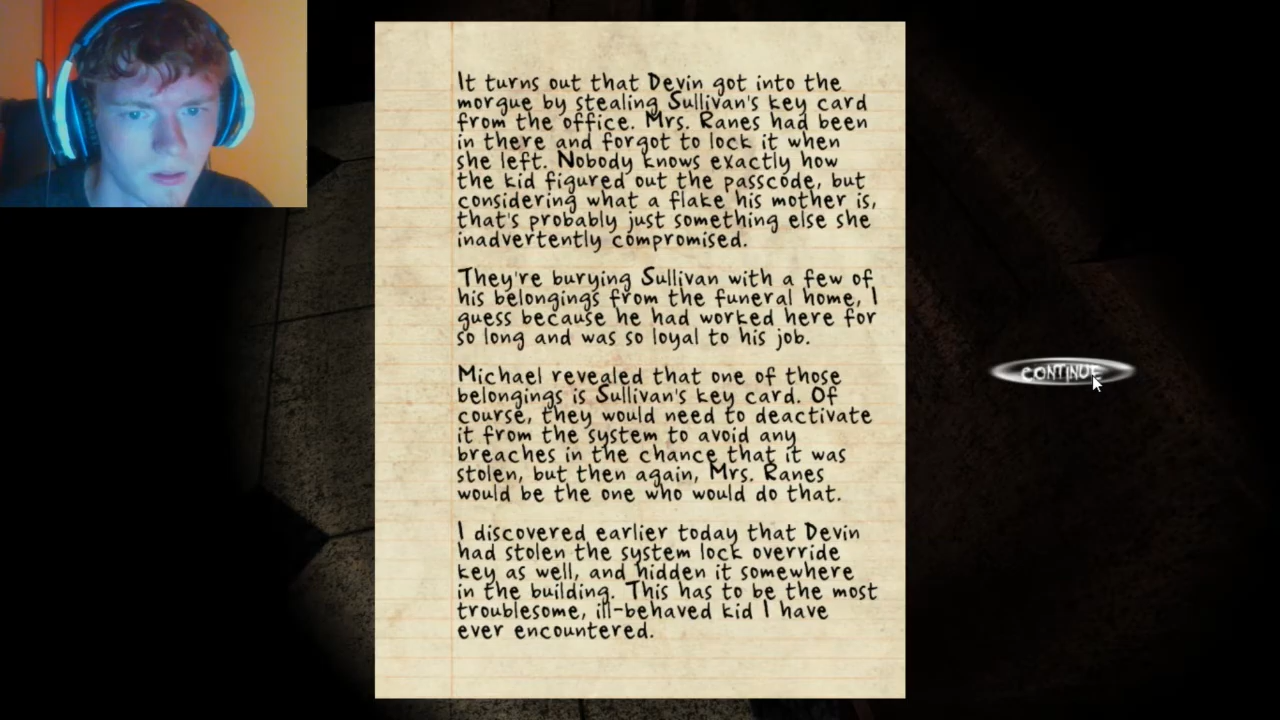 It turns out that Devin got into the
morgue by stealing Sullivan's key card
from the office. Mrs. Ranes had been
in there and forgot to lock it when
she left. Nobody knows exactly how
the kid figured out the passcode, but
considering what a flake his mother is,
that's probably just something else she
inadvertently compromised.
They're burying Sullivan with a few of
his belongings from the funeral home, I
guess because he had worked here for
so long and was so loyal to his job.
Michael revealed that one of those
belongings is Sullivan's key card. Of
course, they would need to deactivate
it from the system to avoid any
breaches in the chance that it was
stolen, but then again, Mrs. Ranes
would be the one who would do that.
I discovered earlier today that Devin
had stolen the system lock override
key as well, and hidden it somewhere
in the building. This has to be the most
troublesome, ill-behaved kid I have
ever encountered.
CONTINUE